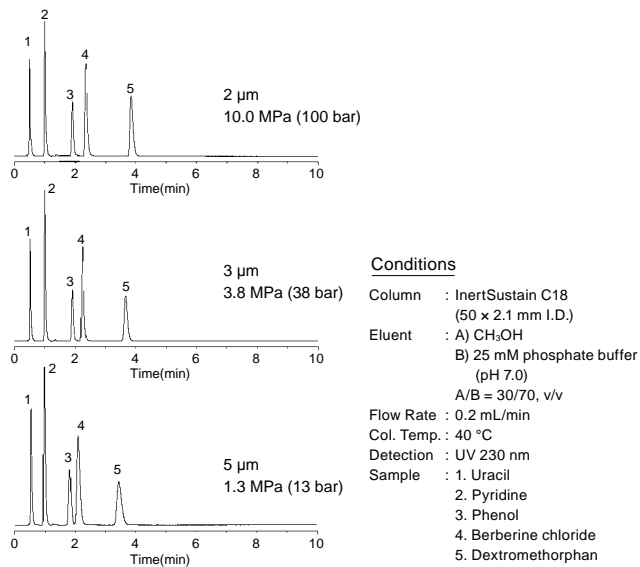 2
1
4
3
5
2 µm
10.0 MPa (100 bar)
0 2 4 6 8 10
Time(min)
2
1
4
3
5
3 µm
3.8 MPa (38 bar)
0 2 4 6 8 10
Time(min)
2
1
4
3
5
5 µm
1.3 MPa (13 bar)
0 2 4 6 8 10
Time(min)
Conditions
Column : InertSustain C18
(50 × 2.1 mm I.D.)
Eluent : A) CH₃OH
B) 25 mM phosphate buffer
(pH 7.0)
A/B = 30/70, v/v
Flow Rate : 0.2 mL/min
Col. Temp. : 40 °C
Detection : UV 230 nm
Sample : 1. Uracil
2. Pyridine
3. Phenol
4. Berberine chloride
5. Dextromethorphan